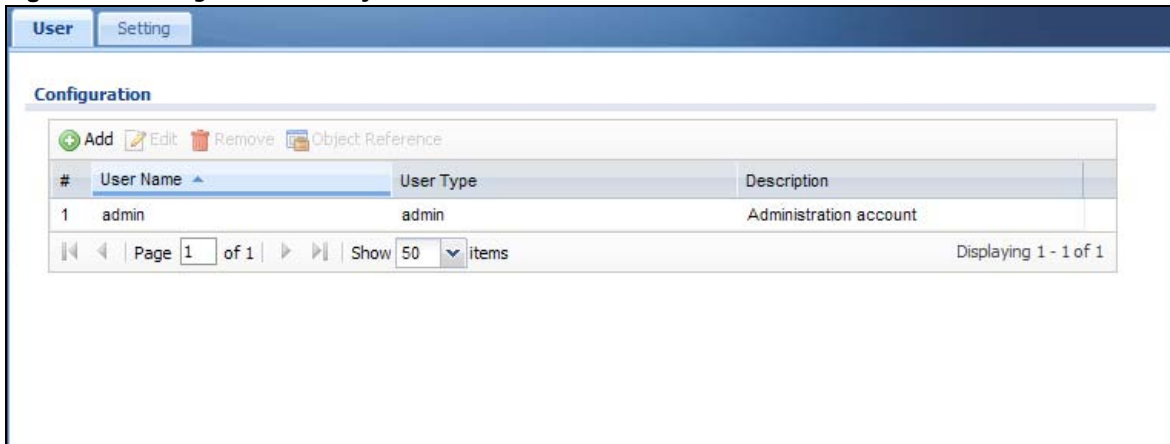 User Setting
Configuration
Add Edit Remove Object Reference
# User Name User Type Description
1 admin admin Administration account
Page 1 of 1 Show 50 items Displaying 1 - 1 of 1